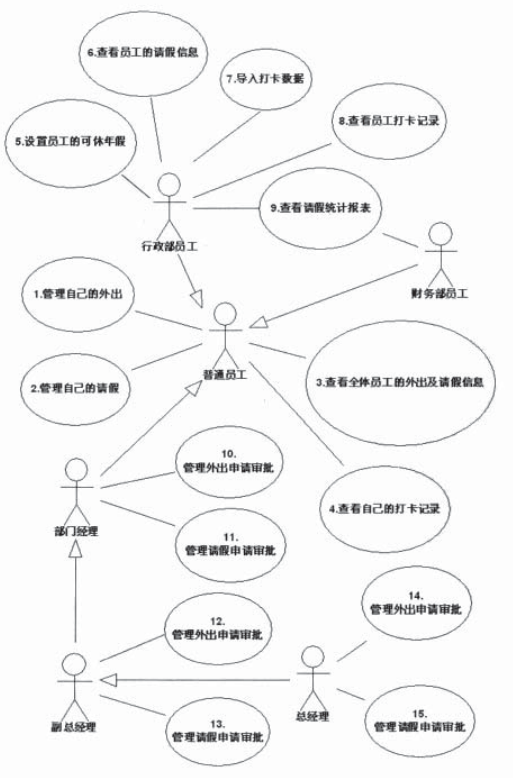 6.查看员工的请假信息
7.导入打卡数据
8.查看员工打卡记录
5.设置员工的可休年假
9.查看请假统计报表
行政部员工
财务部员工
1.管理自己的外出
普通员工
2.管理自己的请假
3.查看全体员工的外出及请假信息
10.
管理外出申请审批
4.查看自己的打卡记录
部门经理
11.
管理请假申请审批
14.
管理外出申请审批
12.
管理外出申请审批
副总经理
13.
管理请假申请审批
总经理
15.
管理请假申请审批